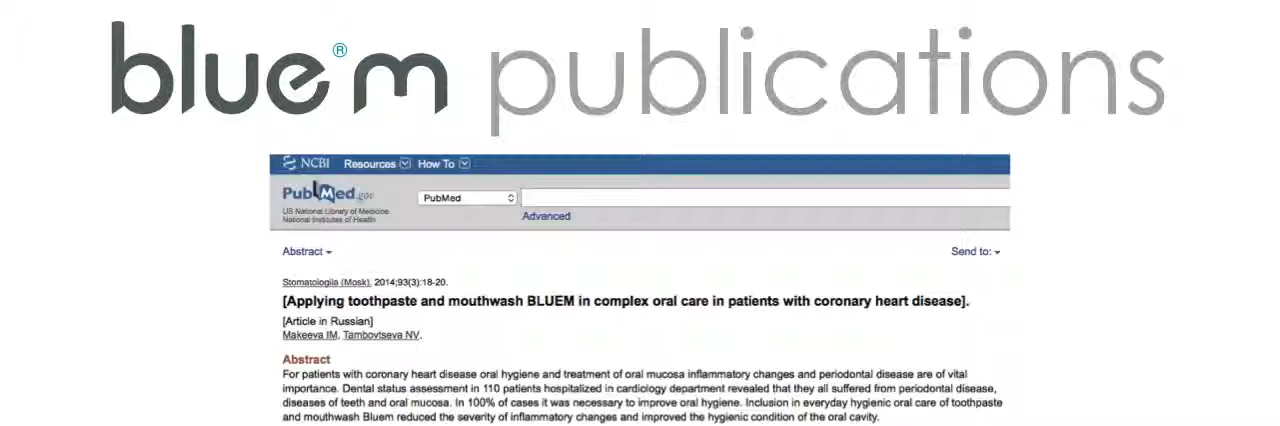 blue®m publications
NCBI Resources How To
PubMed.gov
US National Library of Medicine
National Institutes of Health
PubMed
Advanced
Abstract
Send to:
Stomatologiia (Mosk). 2014;93(3):18-20.
[Applying toothpaste and mouthwash BLUEM in complex oral care in patients with coronary heart disease].
[Article in Russian]
Makeeva IM, Tambovtseva NV.
Abstract
For patients with coronary heart disease oral hygiene and treatment of oral mucosa inflammatory changes and periodontal disease are of vital
importance. Dental status assessment in 110 patients hospitalized in cardiology department revealed that they all suffered from periodontal disease,
diseases of teeth and oral mucosa. In 100% of cases it was necessary to improve oral hygiene. Inclusion in everyday hygienic oral care of toothpaste
and mouthwash Bluem reduced the severity of inflammatory changes and improved the hygienic condition of the oral cavity.